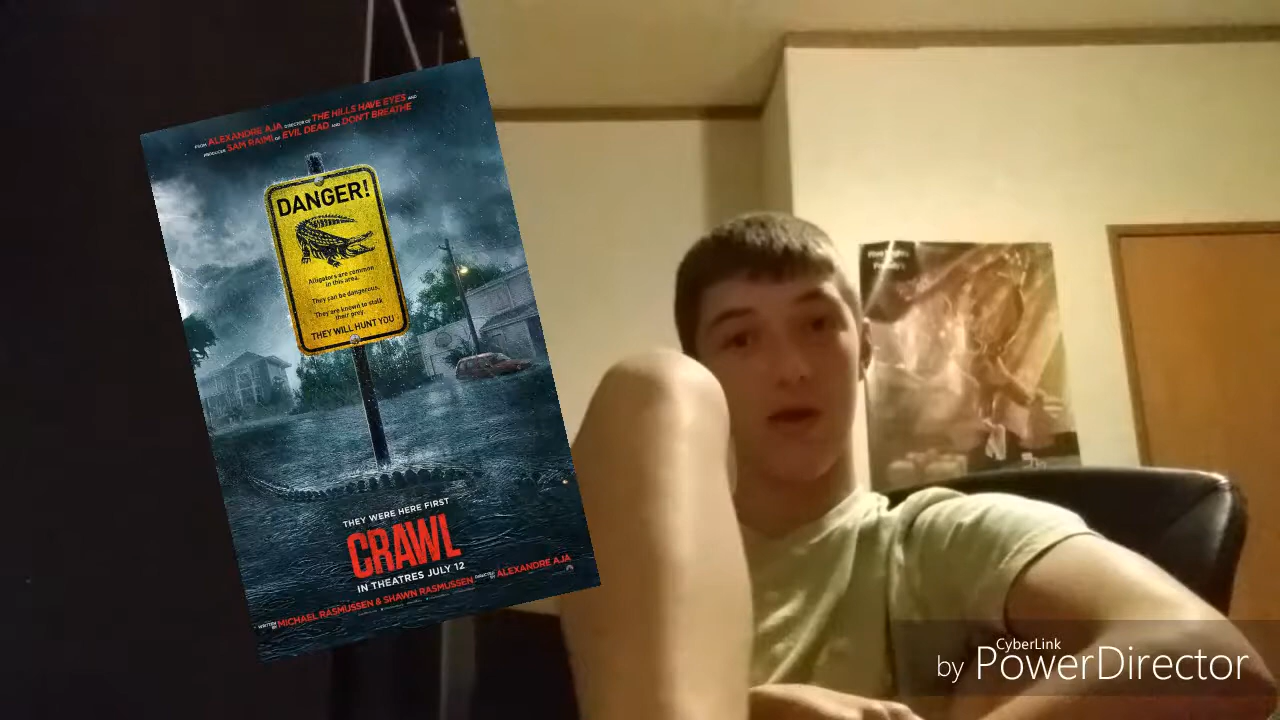 FROM ALEXANDRE AJA DIRECTOR OF THE HILLS HAVE EYES AND
PRODUCER SAM RAIMI OF EVIL DEAD AND DON'T BREATHE
DANGER!
Alligators are common
in this area.
They can be dangerous.
They are known to stalk
their prey.
THEY WILL HUNT YOU
THEY WERE HERE FIRST
CRAWL
IN THEATRES JULY 12
WRITTEN BY MICHAEL RASMUSSEN & SHAWN RASMUSSEN DIRECTED BY ALEXANDRE AJA
CyberLink
by PowerDirector